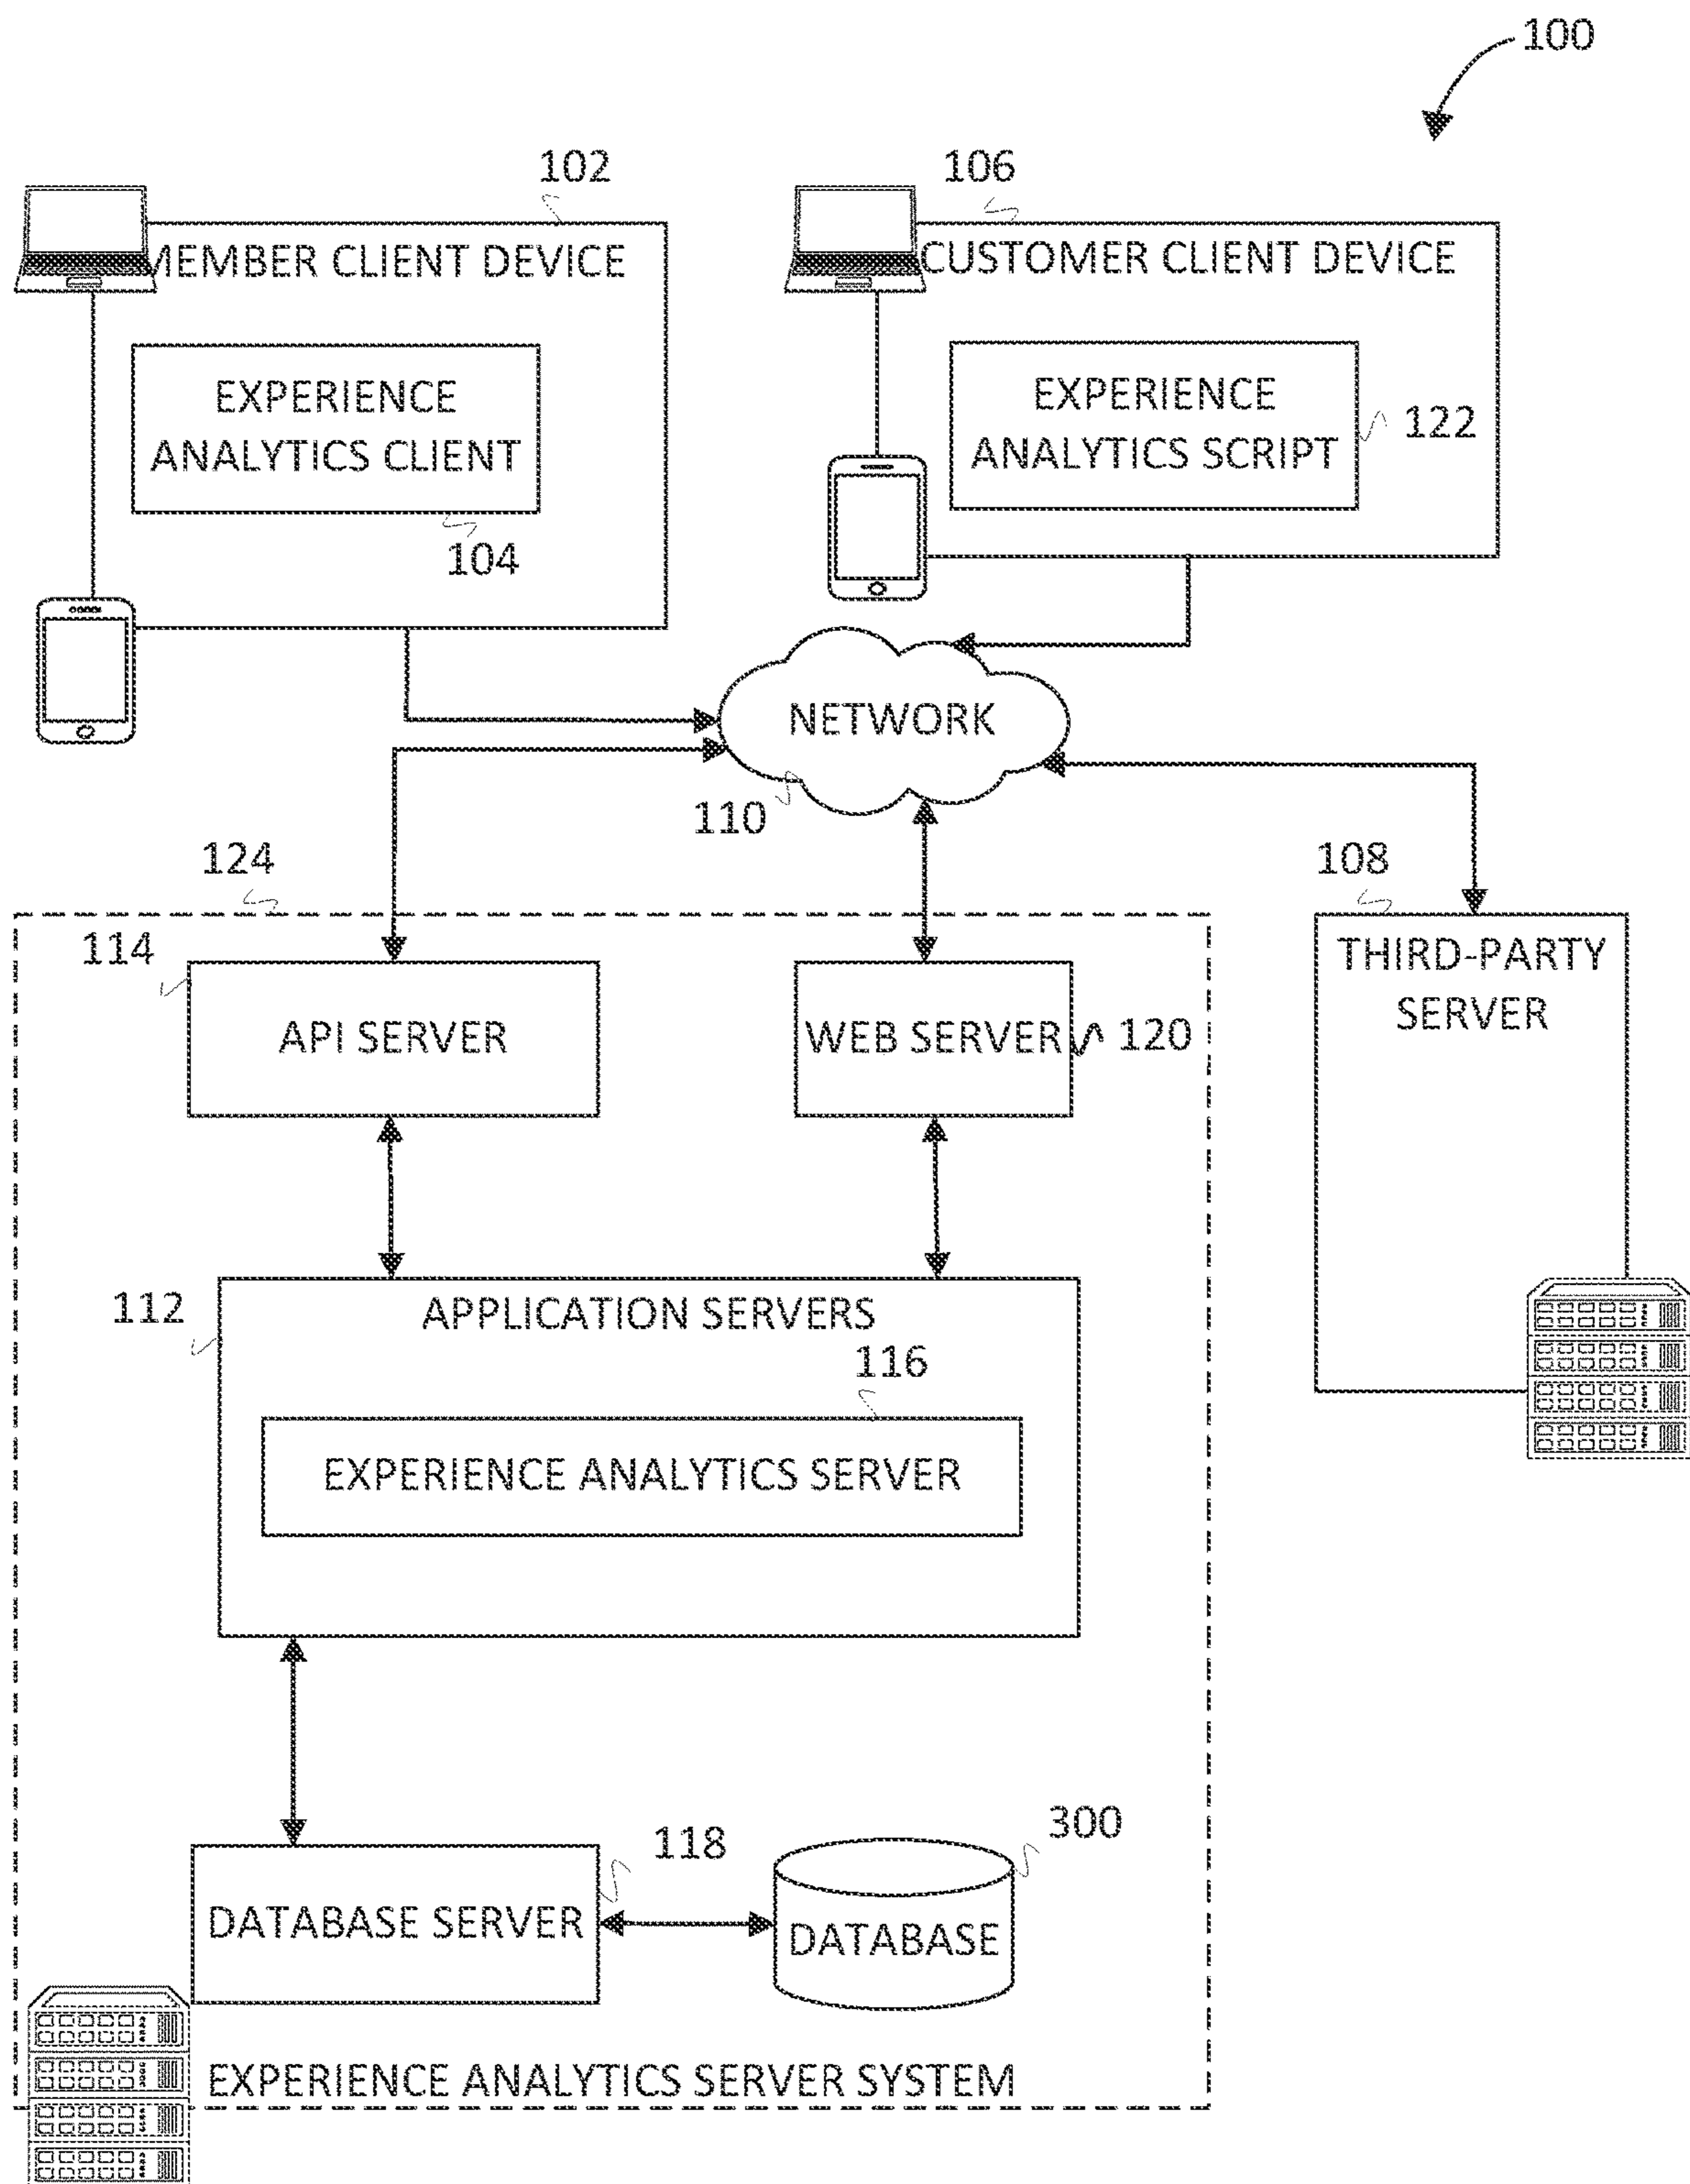 100
102
106
MEMBER CLIENT DEVICE
CUSTOMER CLIENT DEVICE
EXPERIENCE
ANALYTICS CLIENT
104
EXPERIENCE
ANALYTICS SCRIPT
122
NETWORK
110
124
108
114
API SERVER
WEB SERVER
120
THIRD-PARTY
SERVER
112
APPLICATION SERVERS
116
EXPERIENCE ANALYTICS SERVER
118
300
DATABASE SERVER
DATABASE
EXPERIENCE ANALYTICS SERVER SYSTEM